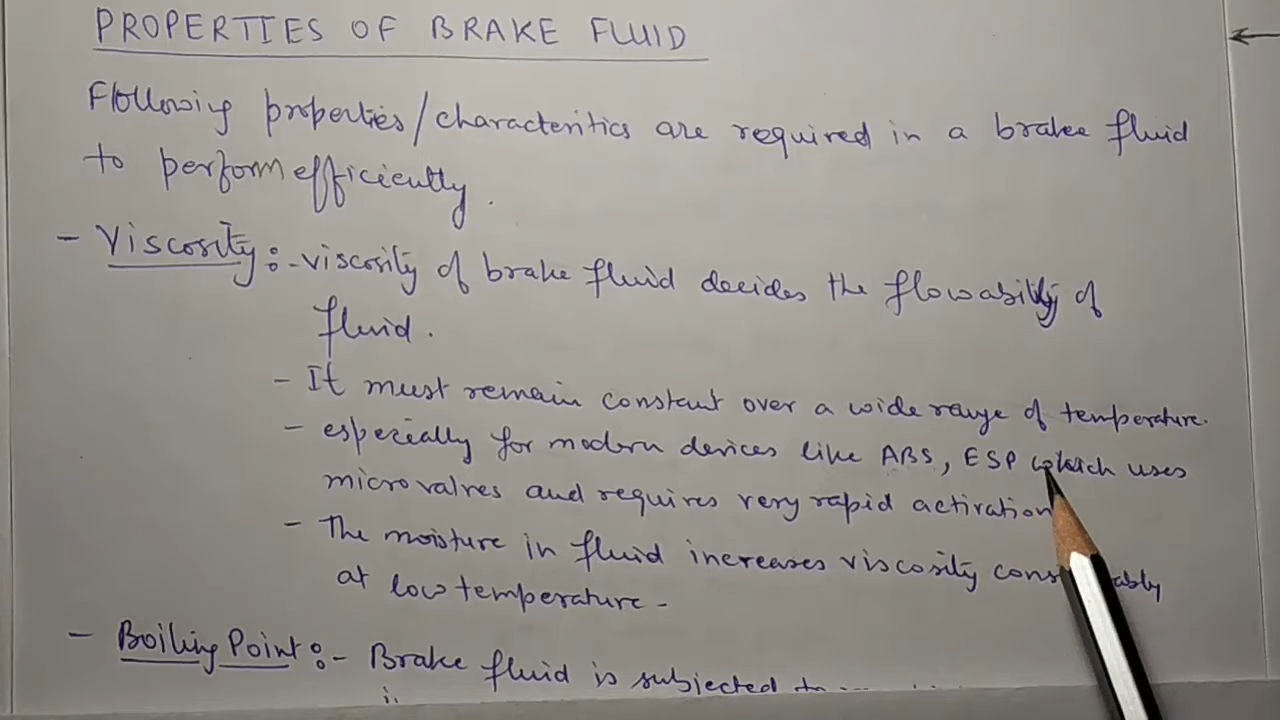 PROPERTIES OF BRAKE FLUID
Following properties/characteristics are required in a brake fluid
to perform efficiently.
- Viscosity :- viscosity of brake fluid decides the flowability of
fluid.
- It must remain constant over a wide range of temperature.
- especially for modern devices like ABS, ESP which uses
microvalves and requires very rapid activation
- The moisture in fluid increases viscosity
at low temperature -
- Boiling Point :- Brake fluid is subjected to